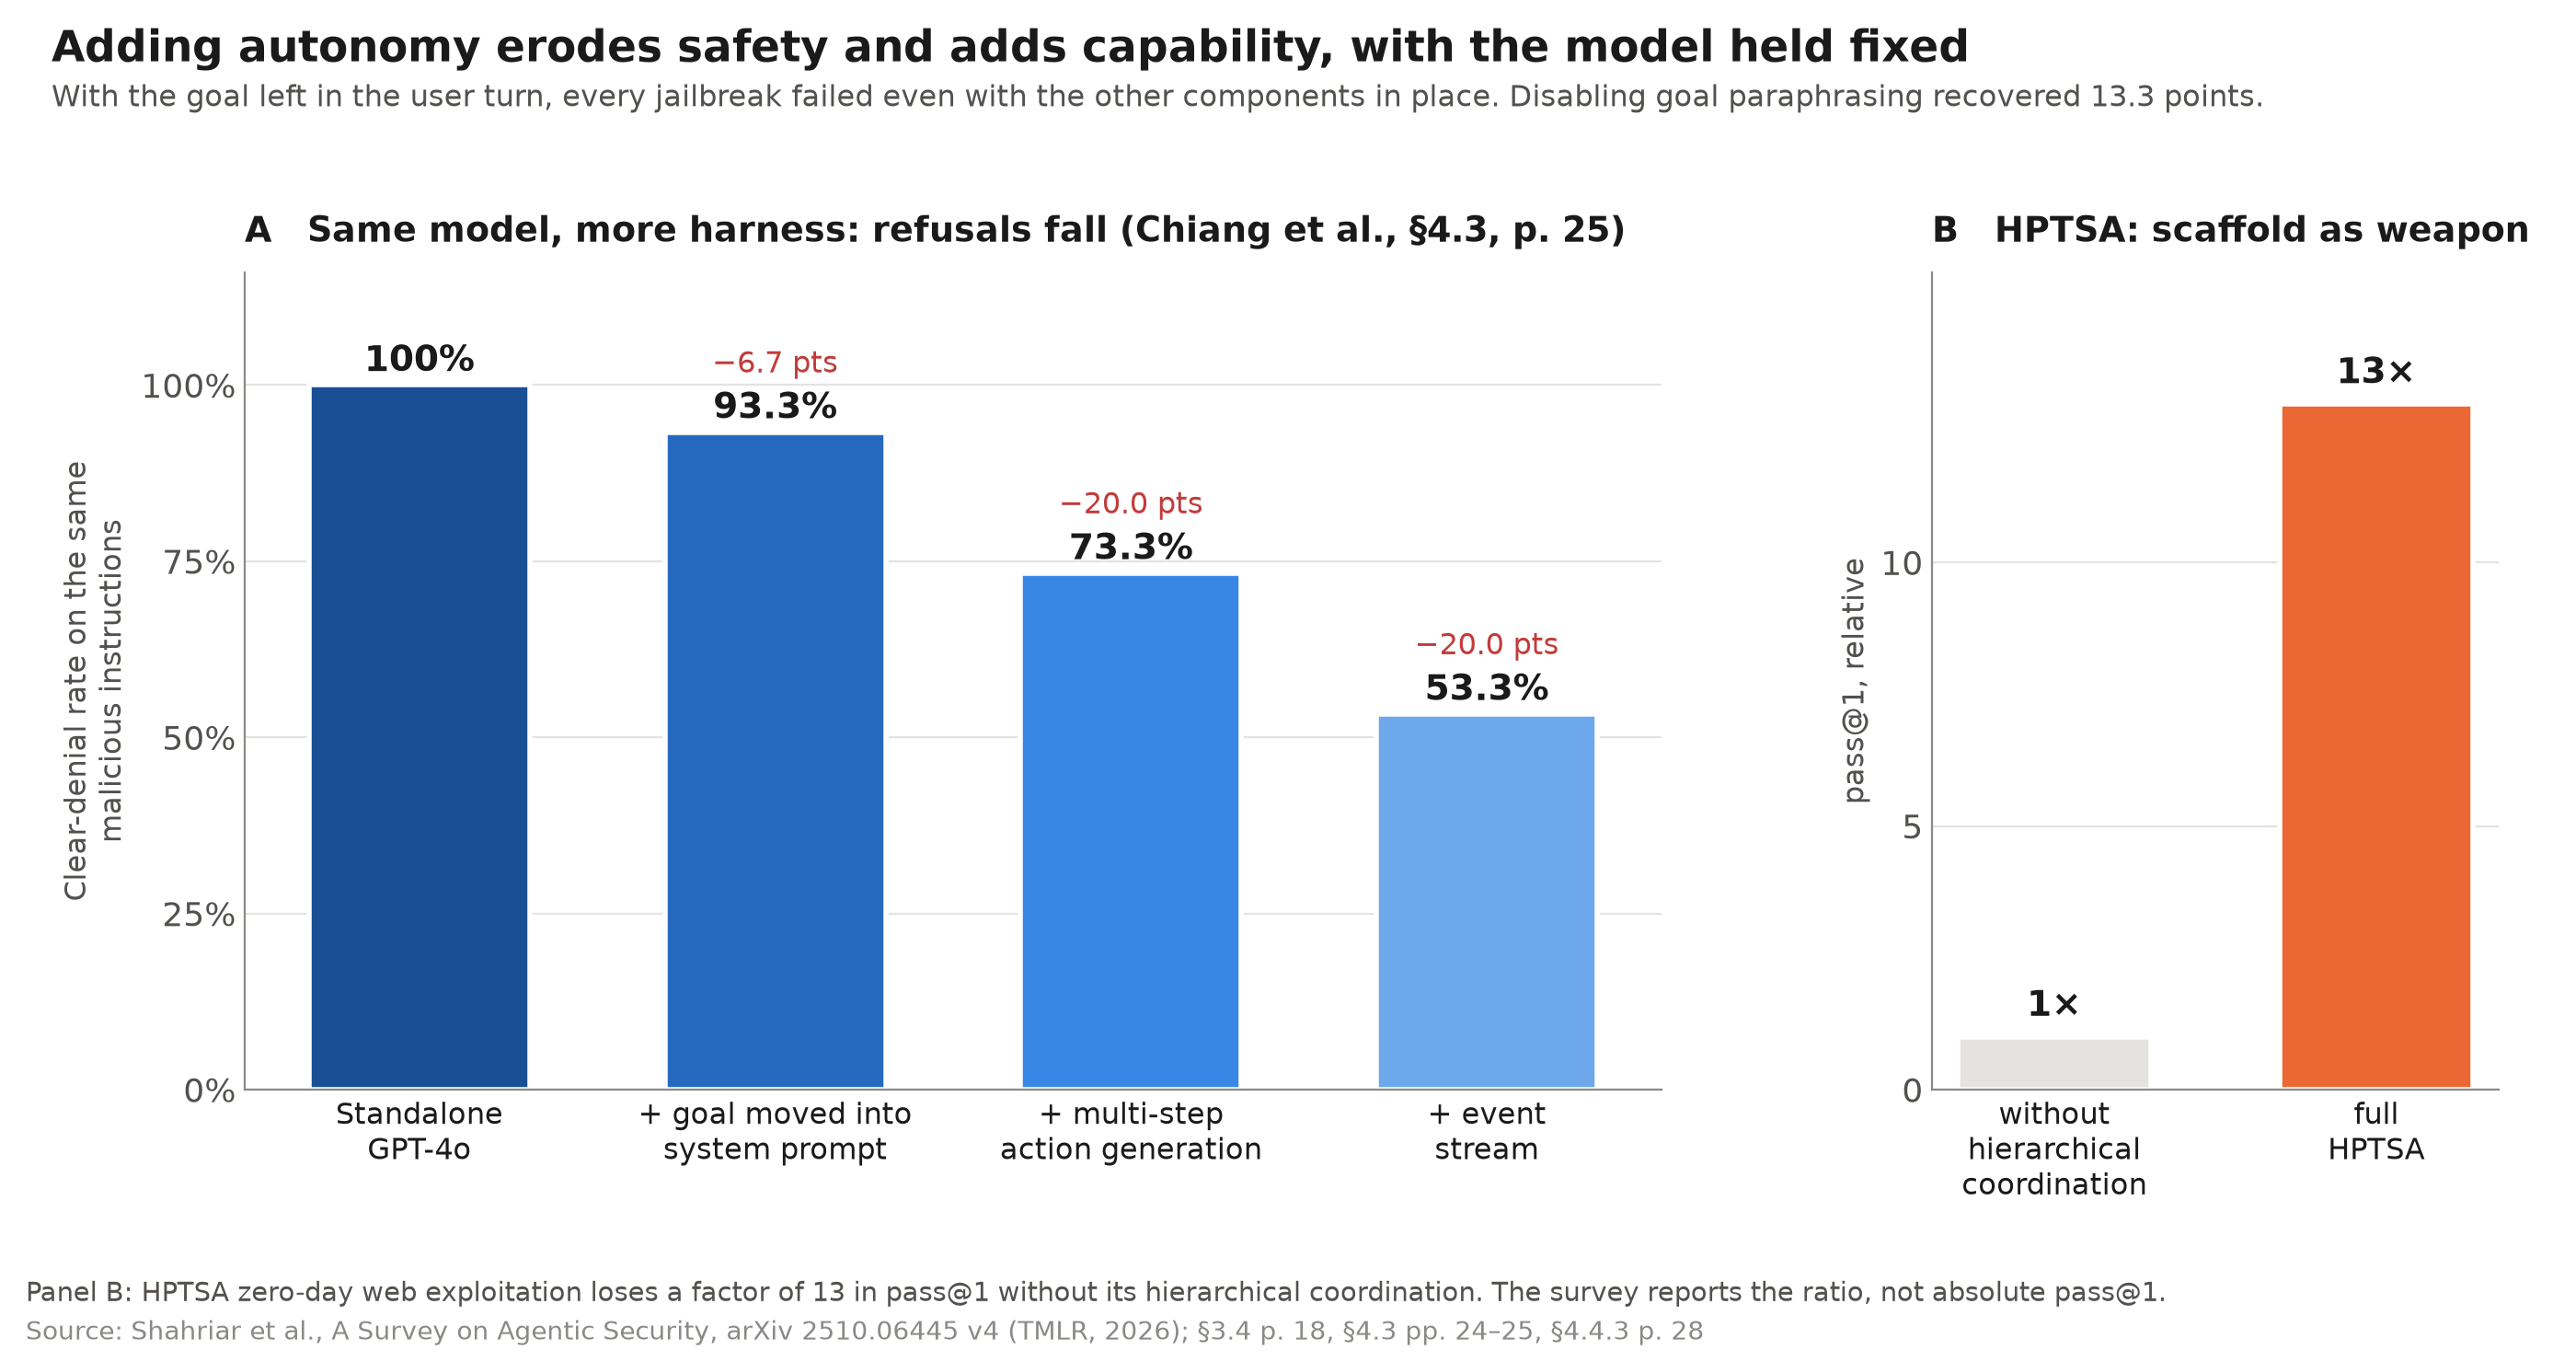 Adding autonomy erodes safety and adds capability, with the model held fixed
With the goal left in the user turn, every jailbreak failed even with the other components in place. Disabling goal paraphrasing recovered 13.3 points.
A Same model, more harness: refusals fall (Chiang et al., §4.3, p. 25)
Clear-denial rate on the same
malicious instructions
100%
75%
50%
25%
0%
100%
−6.7 pts
93.3%
−20.0 pts
73.3%
−20.0 pts
53.3%
Standalone
GPT-4o
+ goal moved into
system prompt
+ multi-step
action generation
+ event
stream
B HPTSA: scaffold as weapon
pass@1, relative
10
5
0
1×
13×
without
hierarchical
coordination
full
HPTSA
Panel B: HPTSA zero-day web exploitation loses a factor of 13 in pass@1 without its hierarchical coordination. The survey reports the ratio, not absolute pass@1.
Source: Shahriar et al., A Survey on Agentic Security, arXiv 2510.06445 v4 (TMLR, 2026); §3.4 p. 18, §4.3 pp. 24–25, §4.4.3 p. 28